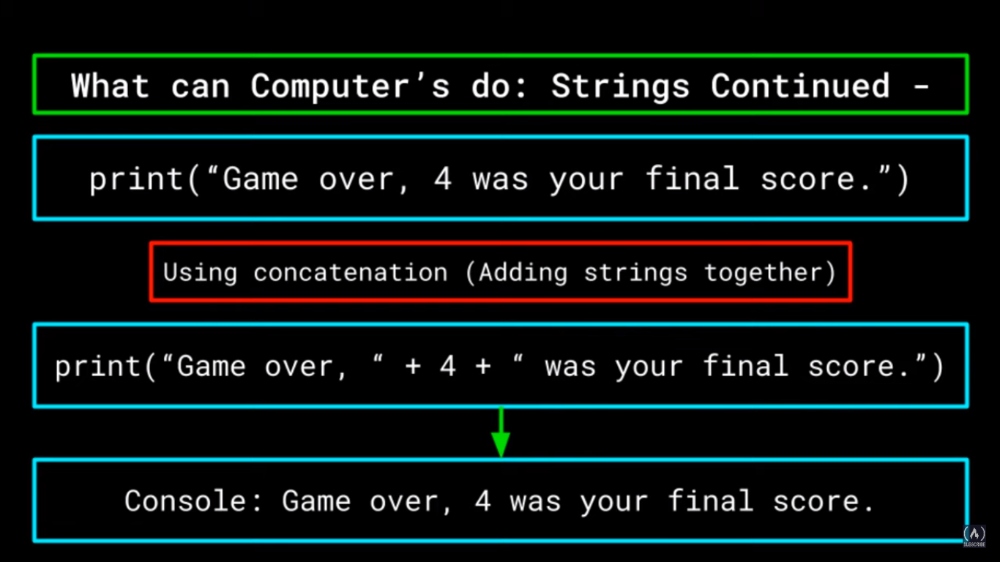 What can Computer’s do: Strings Continued -
print(“Game over, 4 was your final score.”)
Using concatenation (Adding strings together)
print(“Game over, “ + 4 + “ was your final score.”)
Console: Game over, 4 was your final score.
SUBSCRIBE